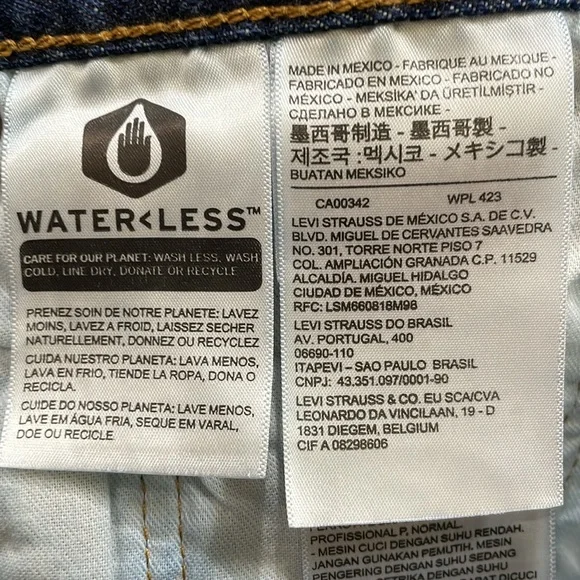 WATER<LESS™
CARE FOR OUR PLANET: WASH LESS, WASH
COLD, LINE DRY, DONATE OR RECYCLE
PRENEZ SOIN DE NOTRE PLANETE: LAVEZ
MOINS, LAVEZ A FROID, LAISSEZ SECHER
NATURELLEMENT, DONNEZ OU RECYCLEZ
CUIDA NUESTRO PLANETA: LAVA MENOS,
LAVA EN FRIO, TIENDE LA ROPA, DONA O
RECICLA.
CUIDE DO NOSSO PLANETA: LAVE MENOS,
LAVE EM ÁGUA FRIA, SEQUE EM VARAL,
DOE OU RECICLE.
MADE IN MEXICO - FABRIQUE AU MEXIQUE -
FABRICADO EN MEXICO - FABRICADO NO
MÉXICO - MEKSİKA' DA ÜRETİLMİŞTİR -
СДЕЛАНО В МЕКСИКЕ -
墨西哥制造 - 墨西哥製 -
제조국 :멕시코 - メキシコ製 -
BUATAN MEKSIKO
CA00342 WPL 423
LEVI STRAUSS DE MÉXICO S.A. DE C.V.
BLVD. MIGUEL DE CERVANTES SAAVEDRA
NO. 301, TORRE NORTE PISO 7
COL. AMPLIACIÓN GRANADA C.P. 11529
ALCALDÍA. MIGUEL HIDALGO
CIUDAD DE MÉXICO, MÉXICO
RFC: LSM660818M98
LEVI STRAUSS DO BRASIL
AV. PORTUGAL, 400
06690-110
ITAPEVI – SAO PAULO BRASIL
CNPJ: 43.351.097/0001-90
LEVI STRAUSS & CO. EU SCA/CVA
LEONARDO DA VINCILAAN, 19 - D
1831 DIEGEM, BELGIUM
CIF A 08298606
PROFISSIONAL P, NORMAL.
- MESIN CUCI DENGAN SUHU RENDAH.
JANGAN GUNAKAN PEMUTIH. MESIN
PENGERING DENGAN SUHU SEDANG